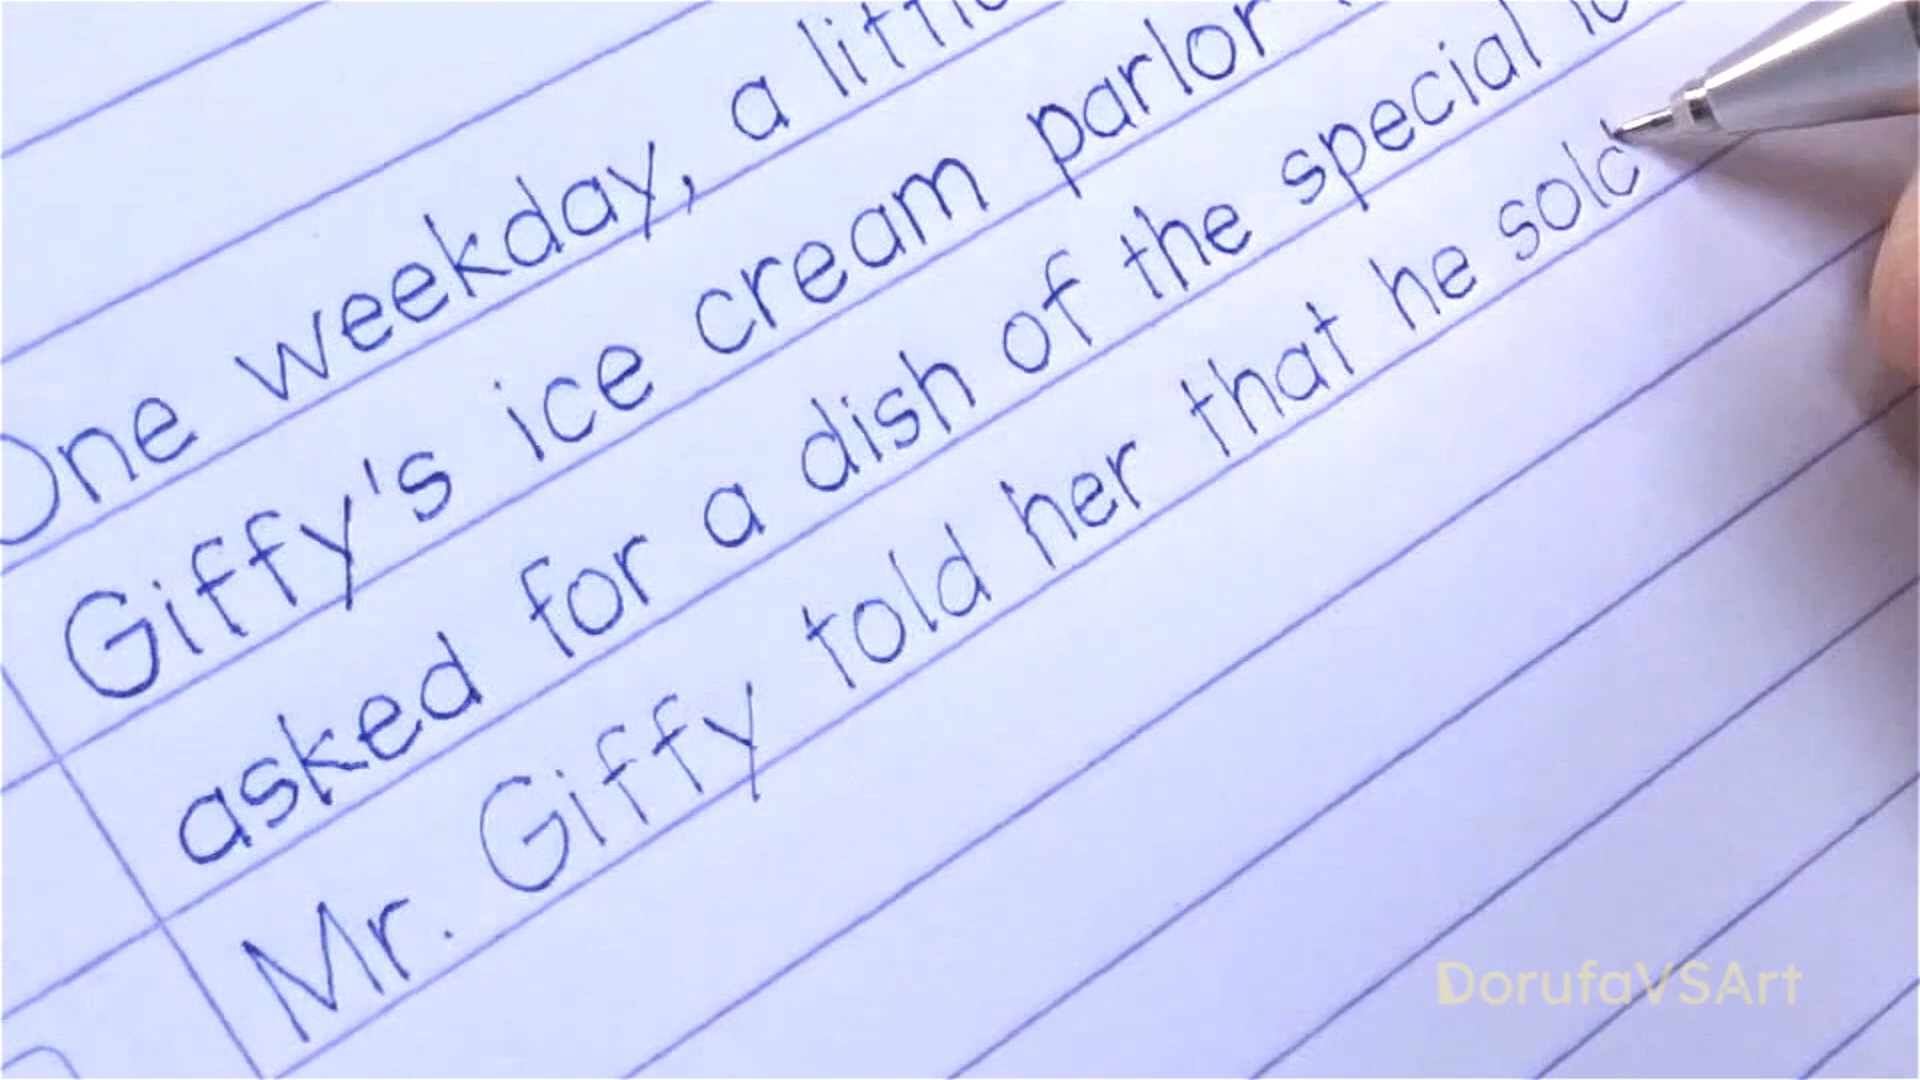 One weekday, a
Giffy's ice cream parlor
asked for a dish of the special
Mr. Giffy told her that he
DorufaVSArt